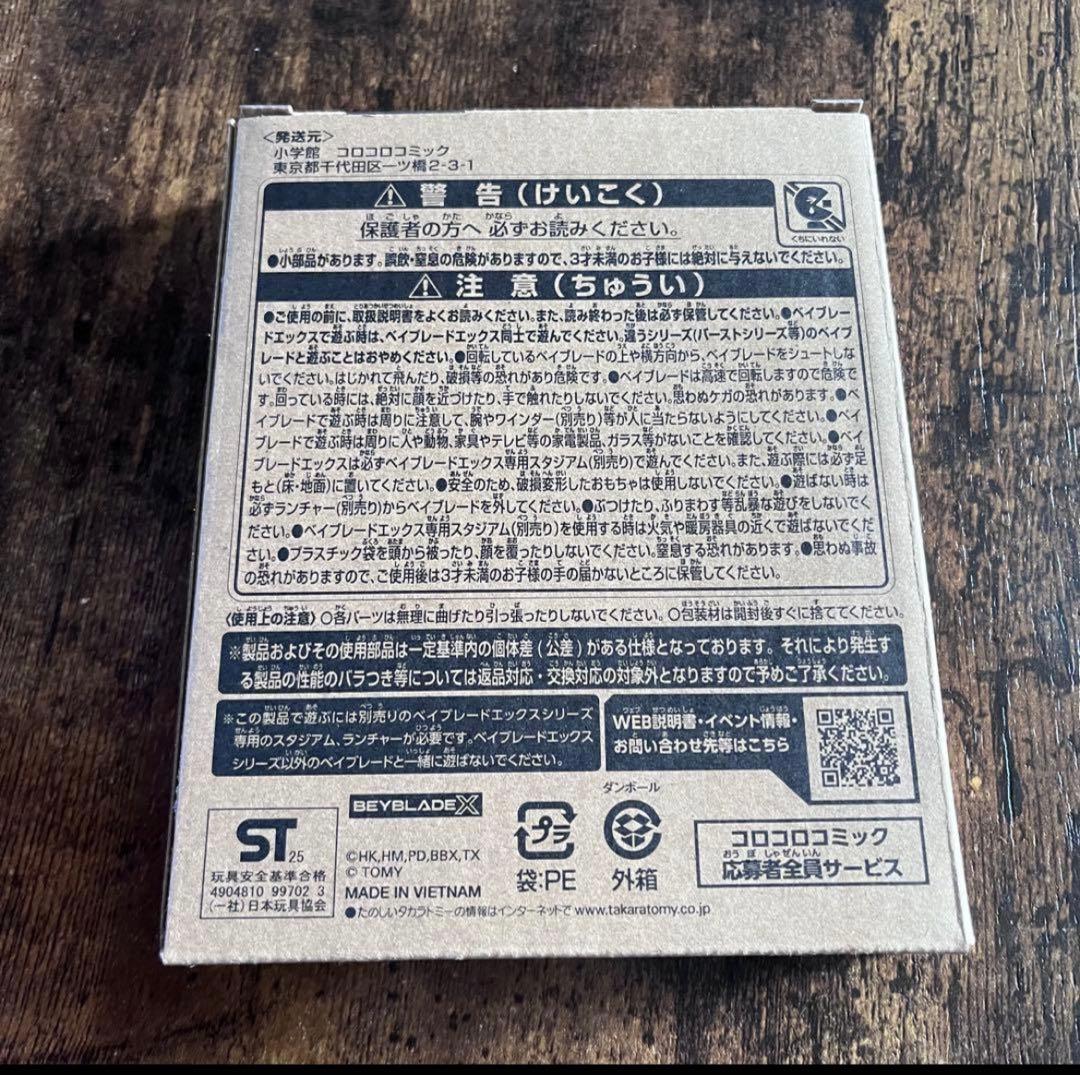 <発送元>
小学館 コロコロコミック
東京都千代田区一ツ橋2-3-1
警告(けいこく)
くちにいれない
保護者の方へ 必ずお読みください。
●小部品があります。誤飲・窒息の危険がありますので、3才未満のお子様には絶対に与えないでください。
注意(ちゅうい)
●ご使用の前に、取扱説明書をよくお読みください。また、読み終わった後は必ず保管してください。●ベイブレー
ドエックスで遊ぶ時は、ベイブレードエックス同士で遊んでください。違うシリーズ(バーストシリーズ等)のベイブ
レードと遊ぶことはおやめください。●回転しているベイブレードの上や横方向から、ベイブレードをシュートしな
いでください。はじかれて飛んだり、破損等の恐れがあり危険です。●ベイブレードは高速で回転しますので危険で
す。回っている時には、絶対に顔を近づけたり、手で触れたりしないでください。思わぬケガの恐れがあります。●ベ
イブレードで遊ぶ時は周りに注意して、腕やワインダー(別売り)等が人に当たらないようにしてください。●ベイ
ブレードで遊ぶ時は周りに人や動物、家具やテレビ等の家電製品、ガラス等がないことを確認してください。●ベイ
ブレードエックスは必ずベイブレードエックス専用スタジアム(別売り)で遊んでください。また、遊ぶ際には必ず足
もと(床・地面)に置いてください。●安全のため、破損変形したおもちゃは使用しないでください。●遊ばない時は
必ずランチャー(別売り)からベイブレードを外してください。●ぶつけたり、ふりまわす等乱暴な遊びをしないでく
ださい。●ベイブレードエックス専用スタジアム(別売り)を使用する時は火気や暖房器具の近くで遊ばないでくだ
さい。●プラスチック袋を頭から被ったり、顔を覆ったりしないでください。窒息する恐れがあります。●思わぬ事故
の恐れがありますので、ご使用後は3才未満のお子様の手の届かないところに保管してください。
〈使用上の注意〉○各パーツは無理に曲げたり引っ張ったりしないでください。○包装材は開封後すぐに捨ててください。
※製品およびその使用部品は一定基準内の個体差(公差)がある仕様となっております。それにより発生す
る製品の性能のバラつき等については返品対応・交換対応の対象外となりますので予めご了承ください。
※この製品で遊ぶには別売りのベイブレードエックスシリーズ
専用のスタジアム、ランチャーが必要です。ベイブレードエックス
シリーズ以外のベイブレードと一緒に遊ばないでください。
WEB説明書・イベント情報・
お問い合わせ先等はこちら
ST 25
玩具安全基準合格
4904810 99702 3
(一社)日本玩具協会
BEYBLADE X
©HK,HM,PD,BBX,TX
© TOMY
MADE IN VIETNAM
●たのしいタカラトミーの情報はインターネットで www.takaratomy.co.jp
プラ
袋:PE
ダンボール
外箱
コロコロコミック
応募者全員サービス